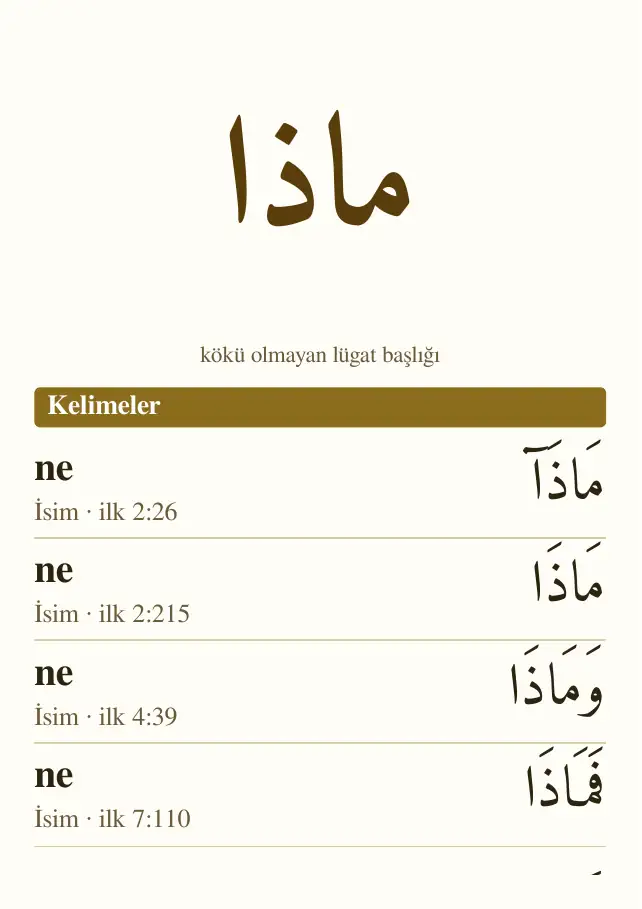 ماذا
kökü olmayan lügat başlığı
Kelimeler
ne مَاذَآ
İsim · ilk 2:26
ne مَاذَا
İsim · ilk 2:215
ne وَمَاذَا
İsim · ilk 4:39
ne فَمَاذَا
İsim · ilk 7:110